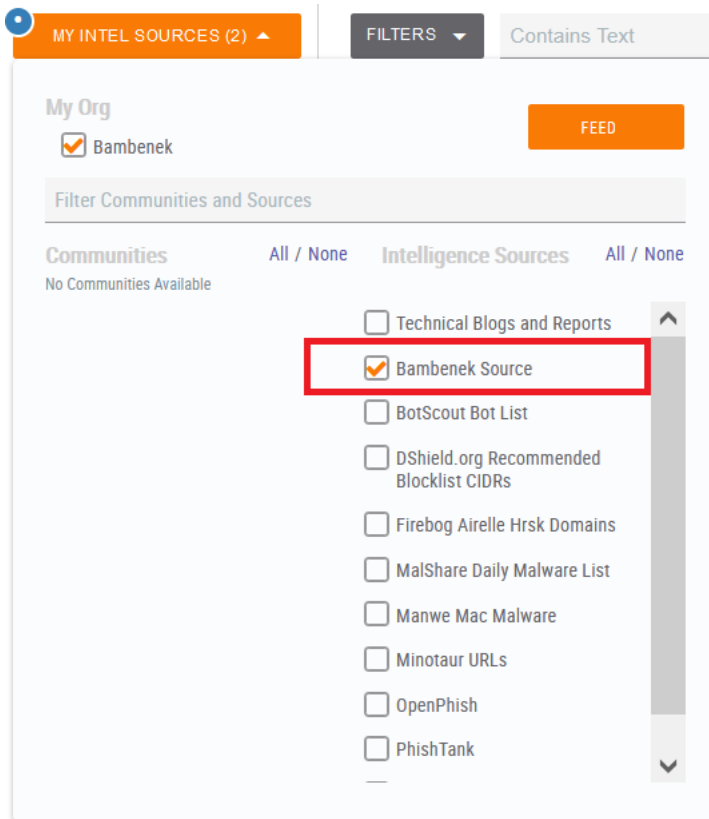 MY INTEL SOURCES (2)
FILTERS
Contains Text
My Org
Bambenek
FEED
Filter Communities and Sources
Communities
All / None
No Communities Available
Intelligence Sources
All / None
Technical Blogs and Reports
Bambenek Source
BotScout Bot List
DShield.org Recommended
Blocklist CIDRs
Firebog Airelle Hrsk Domains
MalShare Daily Malware List
Manwe Mac Malware
Minotaur URLs
OpenPhish
PhishTank